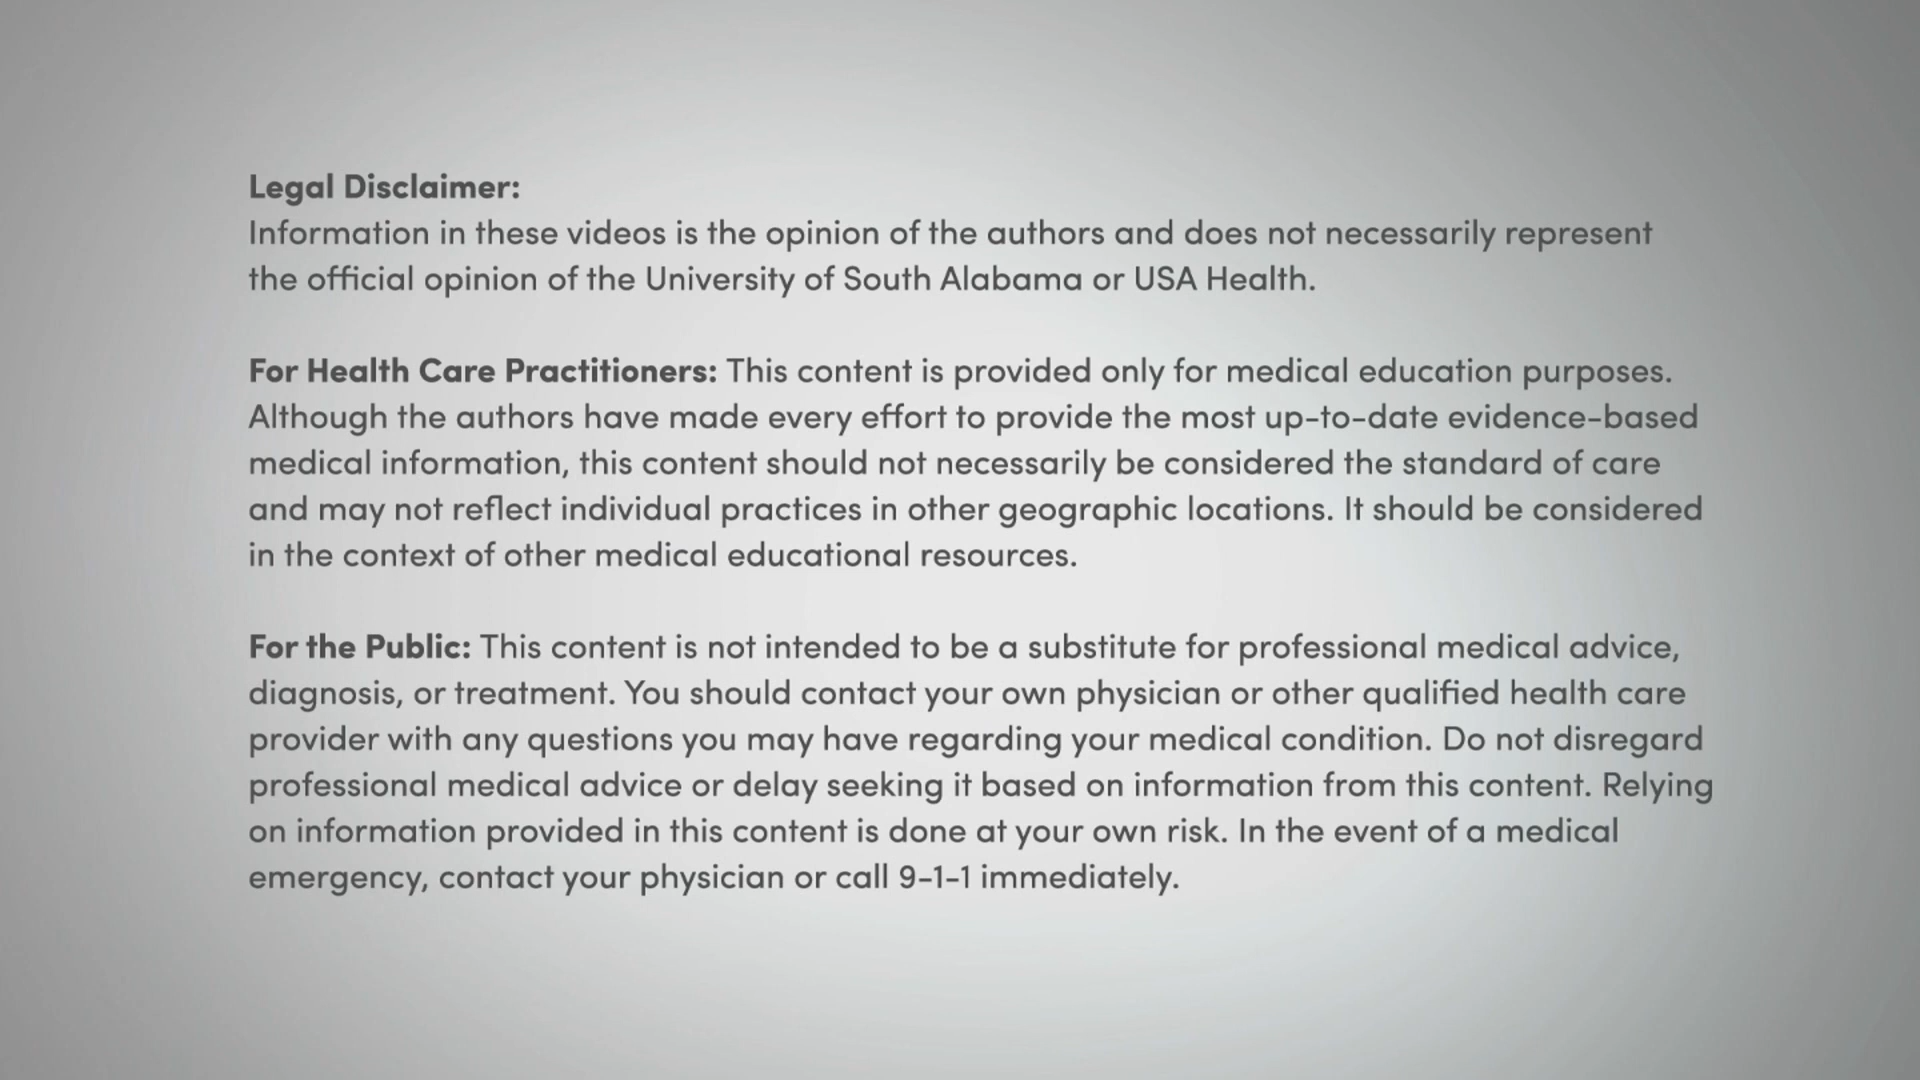 Legal Disclaimer:
Information in these videos is the opinion of the authors and does not necessarily represent
the official opinion of the University of South Alabama or USA Health.
For Health Care Practitioners: This content is provided only for medical education purposes.
Although the authors have made every effort to provide the most up-to-date evidence-based
medical information, this content should not necessarily be considered the standard of care
and may not reflect individual practices in other geographic locations. It should be considered
in the context of other medical educational resources.
For the Public: This content is not intended to be a substitute for professional medical advice,
diagnosis, or treatment. You should contact your own physician or other qualified health care
provider with any questions you may have regarding your medical condition. Do not disregard
professional medical advice or delay seeking it based on information from this content. Relying
on information provided in this content is done at your own risk. In the event of a medical
emergency, contact your physician or call 9-1-1 immediately.